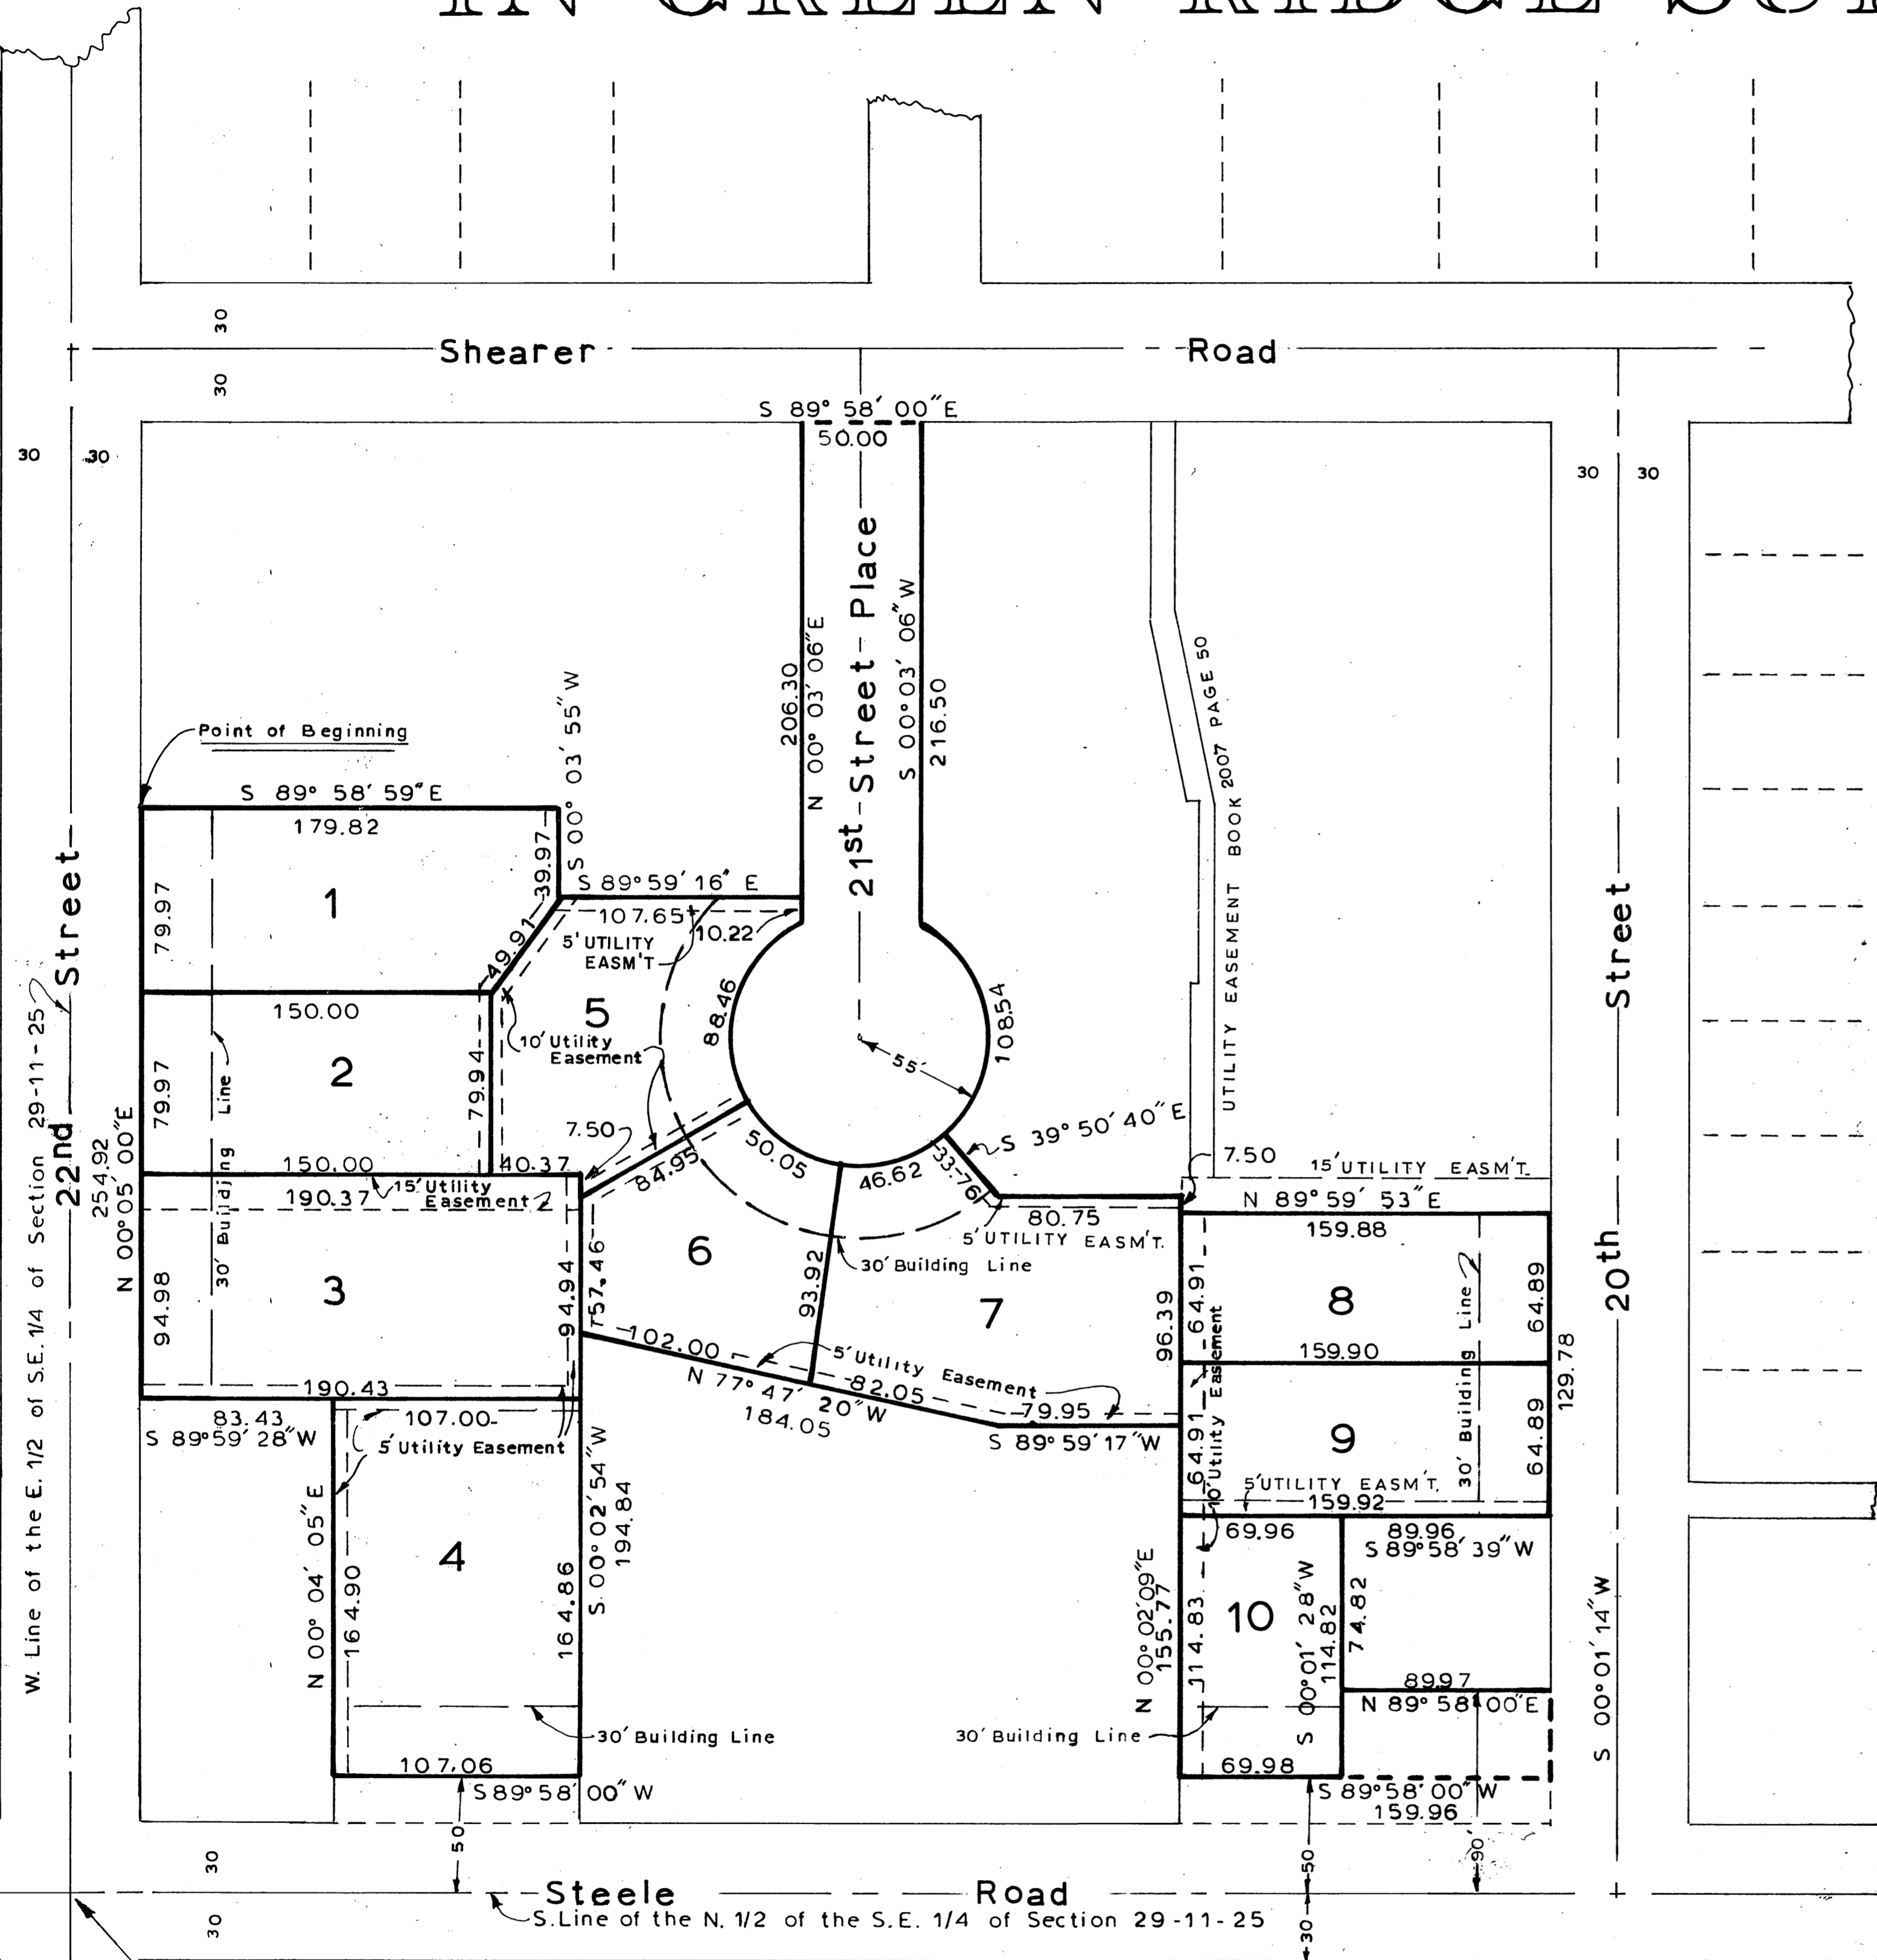 IN GREEN RIDGE
30
Shearer Road
30
S 89° 58′ 00″E
50.00
30 30
30 30
21st Street Place
N 00° 03′ 06″E
206.30
S 00° 03′ 06″W
216.50
UTILITY EASEMENT BOOK 2007 PAGE 50
Point of Beginning
S 89° 58′ 59″E
179.82
S 00° 03′ 55″W
39.97
79.97
1
S 89° 59′ 16″ E
107.65
10.22
5′ UTILITY
EASM'T
49.91
150.00
5
88.46
108.54
55′
10′ Utility
Easement
2
79.97
79.94
30′ Building Line
22nd Street
254.92
N 00° 05′ 00″E
W. Line of the E. 1/2 of S.E. 1/4 of Section 29-11-25
150.00
40.37
7.50
84.95
50.05
46.62
33.76
S 39° 50′ 40″E
7.50
15′ UTILITY EASM'T.
190.37
15′ Utility
Easement
N 89° 59′ 53″E
80.75
5′ UTILITY EASM'T.
159.88
30′ Building Line
3
94.98
94.94
57.46
6
93.92
7
96.39
64.91
8
64.89
30′ Building Line
20th Street
129.78
102.00
5′ Utility Easement
159.90
190.43
N 77° 47′ 20″W
82.05
184.05
79.95
S 89° 59′ 17″W
10′ Utility Easement
64.91
9
64.89
83.43
S 89° 59′ 28″W
107.00
5′ Utility Easement
5′ UTILITY EASM'T.
159.92
69.96
89.96
S 89° 58′ 39″W
N 00° 04′ 05″E
164.90
4
164.86
S 00° 02′ 54″W
194.84
N 00° 02′ 09″E
155.77
114.83
10
S 00° 01′ 28″W
114.82
74.82
89.97
N 89° 58′ 00″E
S 00° 01′ 14″W
30′ Building Line
30′ Building Line
107.06
S 89° 58′ 00″ W
69.98
S 89° 58′ 00″ W
159.96
50
50
90′
30
Steele Road
S. Line of the N. 1/2 of the S.E. 1/4 of Section 29-11-25
30
30